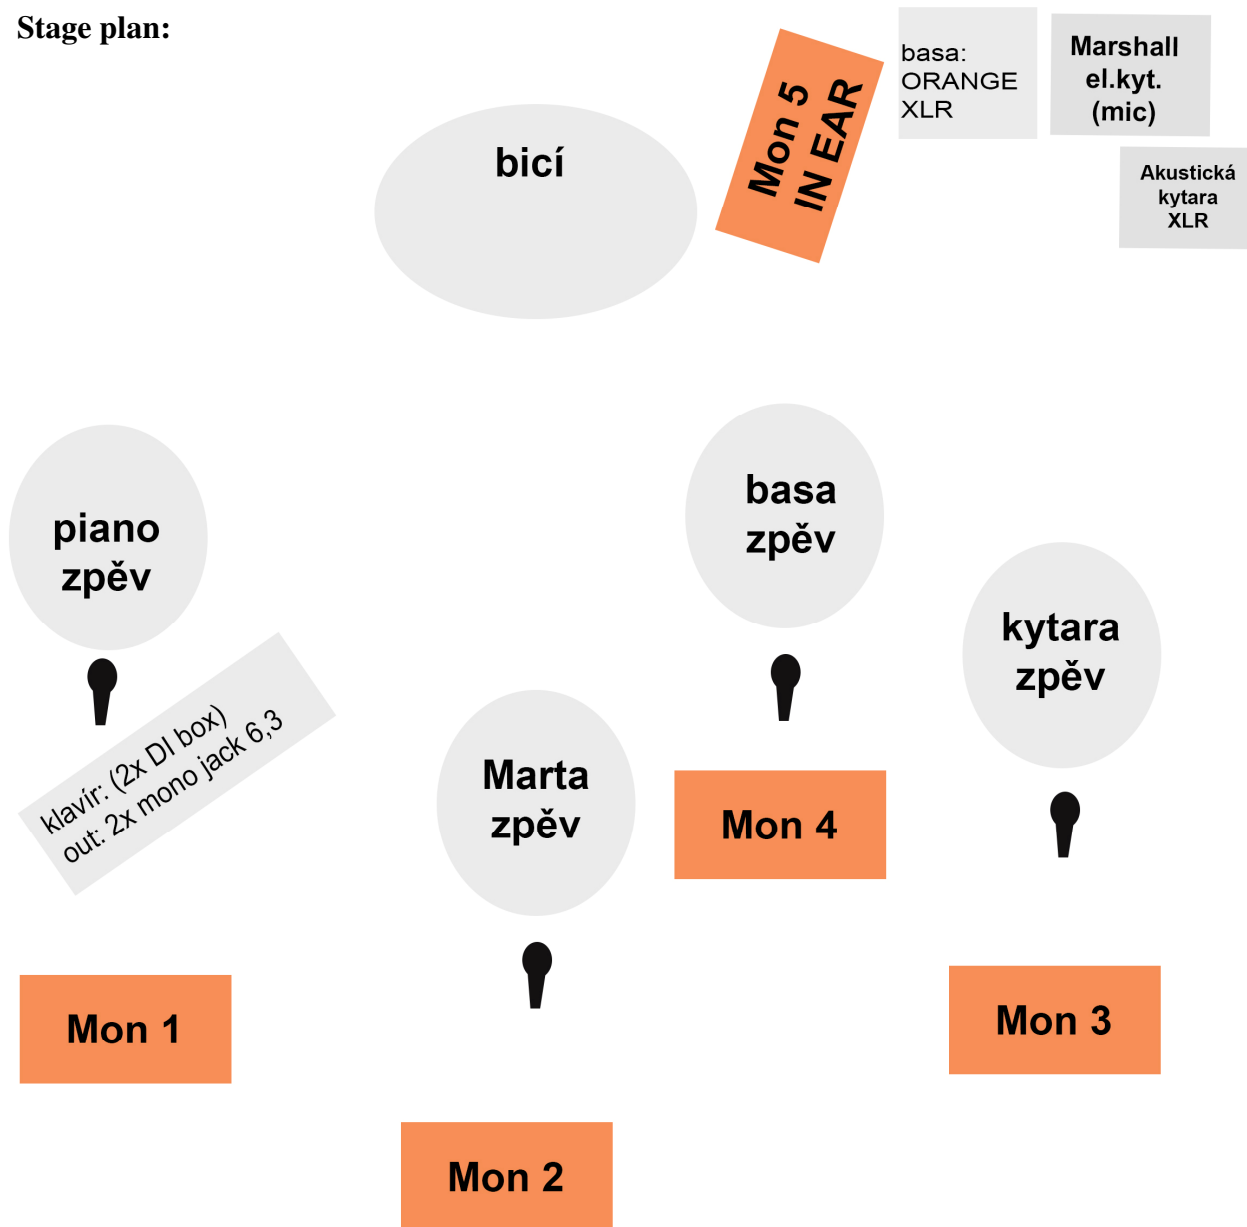 Stage plan:
bicí
Mon 5
IN EAR
basa:
ORANGE
XLR
Marshall
el.kyt.
(mic)
Akustická
kytara
XLR
piano
zpěv
basa
zpěv
kytara
zpěv
klavír: (2x DI box)
out: 2x mono jack 6,3
Marta
zpěv
Mon 4
Mon 1
Mon 3
Mon 2